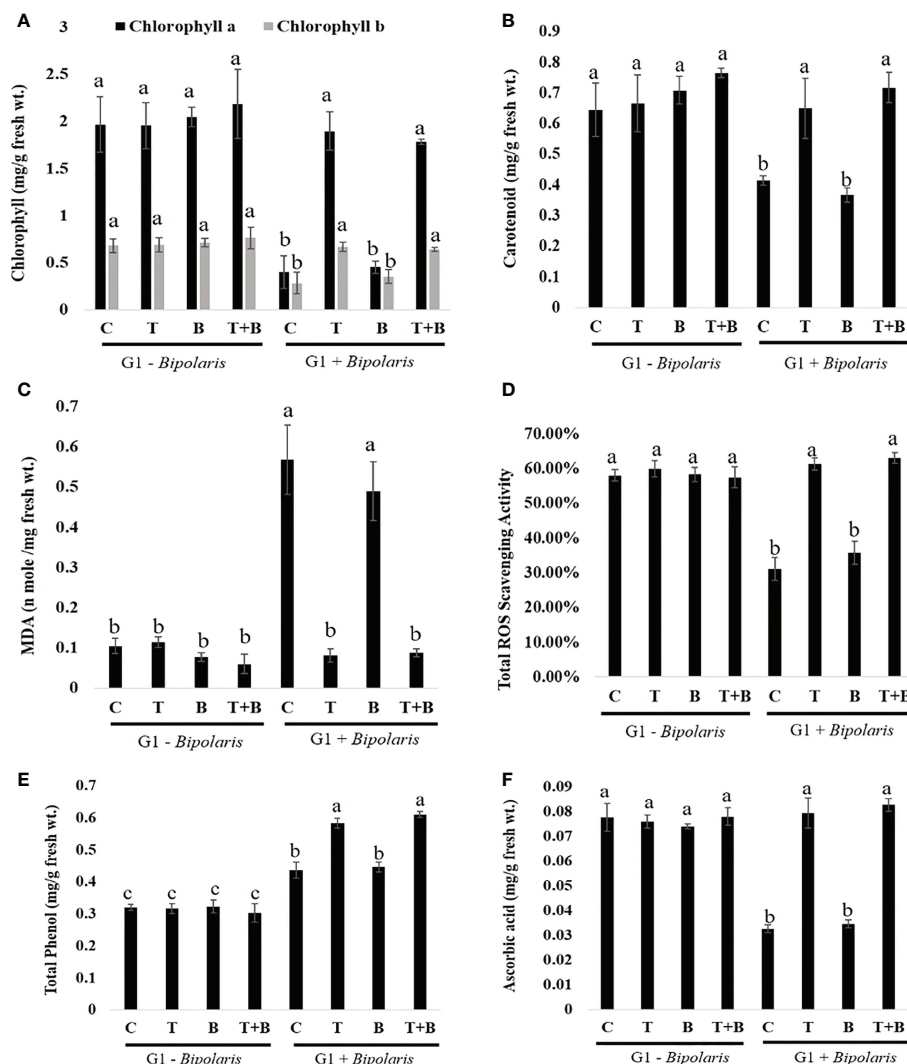 A
Chlorophyll a Chlorophyll b
Chlorophyll (mg/g fresh wt.)
3
2.5
2
1.5
1
0.5
0
a a a a a a
a a a a b b a b b a
C T B T+B C T B T+B
G1 - Bipolaris G1 + Bipolaris
B
Carotenoid (mg/g fresh wt.)
0.9
0.8
0.7
0.6
0.5
0.4
0.3
0.2
0.1
0
a a a a b a b a
C T B T+B C T B T+B
G1 - Bipolaris G1 + Bipolaris
C
MDA (n mole /mg fresh wt.)
0.7
0.6
0.5
0.4
0.3
0.2
0.1
0
b b b b a b a b
C T B T+B C T B T+B
G1 - Bipolaris G1 + Bipolaris
D
Total ROS Scavenging Activity
70.00%
60.00%
50.00%
40.00%
30.00%
20.00%
10.00%
0.00%
a a a a b a b a
C T B T+B C T B T+B
G1 - Bipolaris G1 + Bipolaris
E
Total Phenol (mg/g fresh wt.)
0.7
0.6
0.5
0.4
0.3
0.2
0.1
0
c c c c b a b a
C T B T+B C T B T+B
G1 - Bipolaris G1 + Bipolaris
F
Ascorbic acid (mg/g fresh wt.)
0.09
0.08
0.07
0.06
0.05
0.04
0.03
0.02
0.01
0
a a a a b a b a
C T B T+B C T B T+B
G1 - Bipolaris G1 + Bipolaris